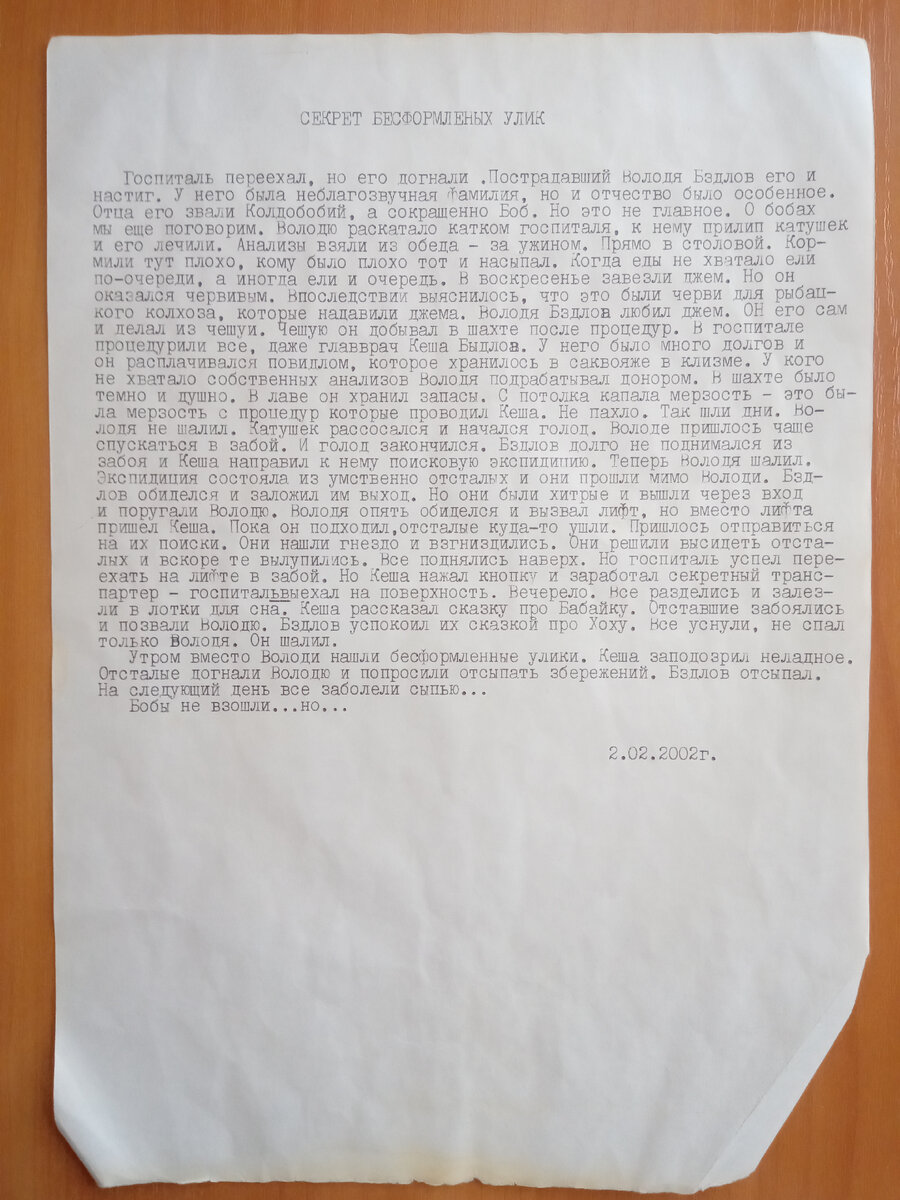 СЕКРЕТ БЕСФОРМЛЕНЫХ УЛИК
Госпиталь переехал, но его догнали .Пострадавший Володя Бздлов его и
настиг. У него была неблагозвучная Фамилия, но и отчество было особенное.
Отца его звали Колдобобий, а сокращенно Боб. Но это не главное. О бобах
мы еще поговорим. Володю раскатало катком госпиталя, к нему прилип катушек
и его лечили. Анализы взяли из обеда - за ужином. Прямо в столовой. Кор-
мили тут плохо, кому было плохо тот и насыпал. Когда еды не хватало ели
по-очереди, а иногда ели и очередь. В воскресенье завезли джем. Но он
оказался червивым. Впоследствии выяснилось, что это были черви для рыбац-
кого колхоза, которые надавили джема. Володя Бздлов любил джем. ОН его сам
и делал из чешуи. Чешую он добывал в шахте после процедур. В госпитале
процедурили все, даже главврач Кеша Быдлов. У него было много долгов и
он расплачивался повидлом, которое хранилось в саквояже в клизме. У кого
не хватало собственных анализов Володя подрабатывал донором. В шахте было
темно и душно. В лаве он хранил запасы. С потолка капала мерзость - это бы-
ла мерзость с процедур которые проводил Кеша. Не пахло. Так шли дни. Во-
лодя не шалил. Катушек рассосался и начался голод. Володе пришлось чаще
спускаться в забой. И голод закончился. Бздлов долго не поднимался из
забоя и Кеша направил к нему поисковую экспидицию. Теперь Володя шалил.
Экспидиция состояла из умственно отсталых и они прошли мимо Володи. Бзд-
лов обиделся и заложил им выход. Но они были хитрые и вышли через вход
и поругали Володю. Володя опять обиделся и вызвал лифт, но вместо лифта
пришел Кеша. Пока он подходил,отсталые куда-то ушли. Пришлось отправиться
на их поиски. Они нашли гнездо и взгниздились. Они решили высидеть отста-
лых и вскоре те вылупились. Все поднялись наверх. Но госпиталь успел пере-
ехать на лифте в забой. Но Кеша нажал кнопку и заработал секретный транс-
партер - госпитальвыехал на поверхность. Вечерело. Все разделись и залез-
ли в лотки для сна. Кеша рассказал сказку про Бабайку. Отставшие забоялись
и позвали Володю. Бздлов успокоил их сказкой про Хоху. Все уснули, не спал
только Володя. Он шалил.
Утром вместо Володи нашли бесформленные улики. Кеша заподозрил неладное.
Отсталые догнали Володю и попросили отсыпать збережений. Бздлов отсыпал.
На следующий день все заболели сыпью...
Бобы не взошли...но...
2.02.2002г.